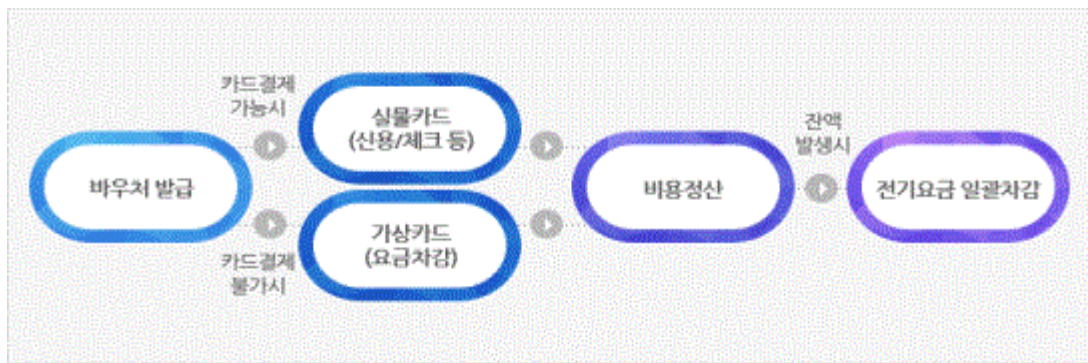 카드결제
가능시
실물카드
(신용/체크 등)
잔액
발생시
바우처 발급
비용정산
전기요금 일괄차감
가상카드
(요금차감)
카드결제
불가시